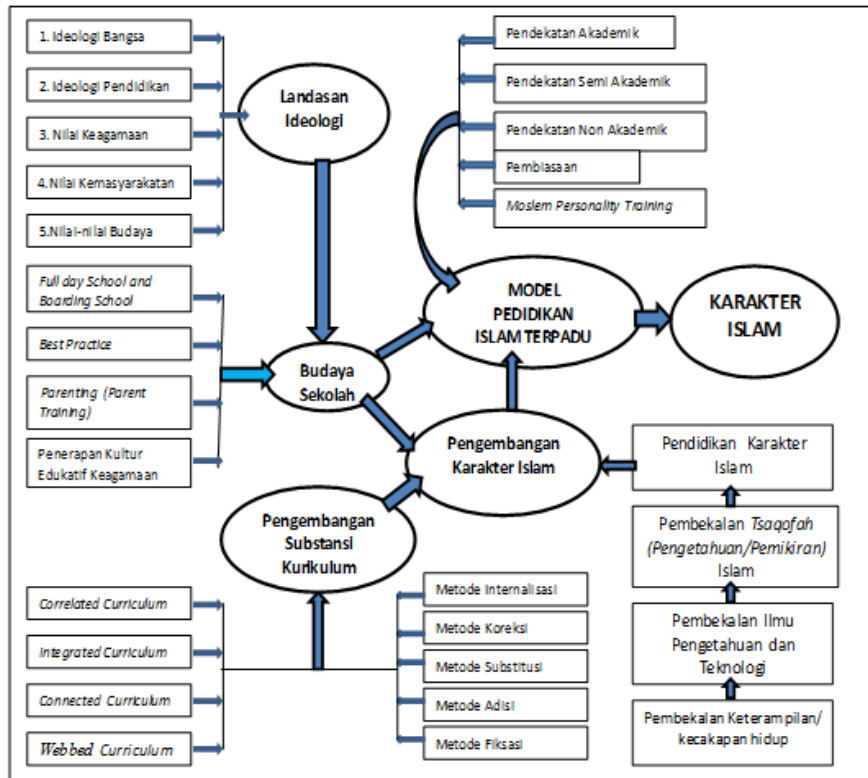 1. Ideologi Bangsa
2. Ideologi Pendidikan
3. Nilai Keagamaan
4.Nilai Kemasyarakatan
5.Nilai-nilai Budaya
Landasan
Ideologi
Pendekatan Akademik
Pendekatan Semi Akademik
Pendekatan Non Akademik
Pembiasaan
Moslem Personality Training
Full day School and
Boarding School
Best Practice
Parenting (Parent
Training)
Penerapan Kultur
Edukatif Keagamaan
Budaya
Sekolah
MODEL
PEDIDIKAN
ISLAM TERPADU
KARAKTER
ISLAM
Pengembangan
Karakter Islam
Pengembangan
Substansi
Kurikulum
Pendidikan Karakter
Islam
Pembekalan Tsaqofah
(Pengetahuan/Pemikiran)
Islam
Pembekalan Ilmu
Pengetahuan dan
Teknologi
Pembekalan Keterampilan/
kecakapan hidup
Correlated Curriculum
Integrated Curriculum
Connected Curriculum
Webbed Curriculum
Metode Internalisasi
Metode Koreksi
Metode Substitusi
Metode Adisi
Metode Fiksasi